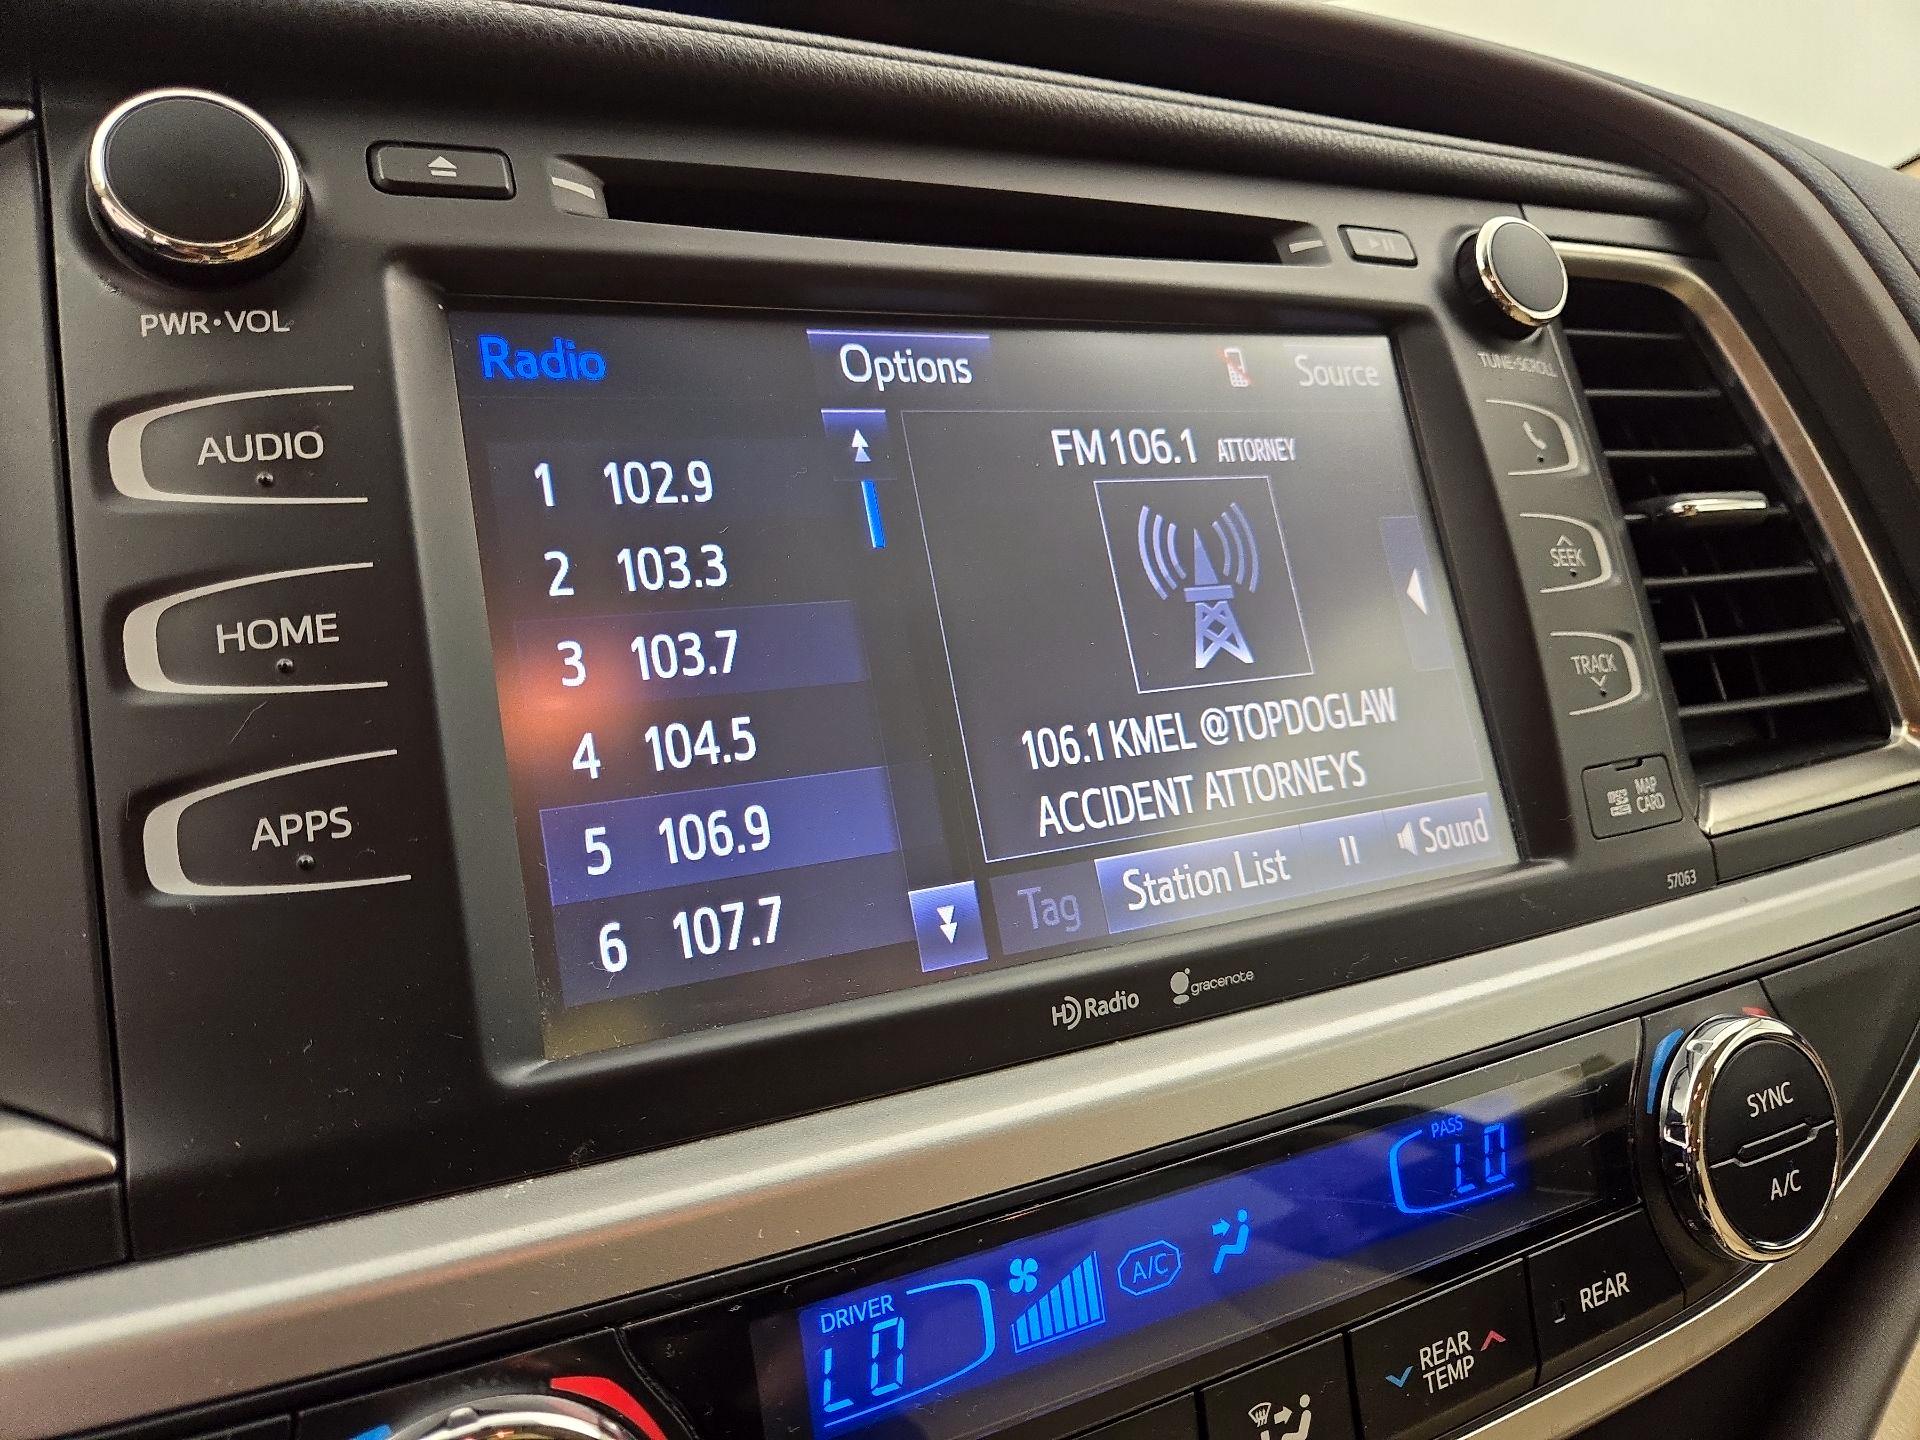 PWR•VOL
AUDIO
HOME
APPS
Radio
Options
Source
1 102.9
2 103.3
3 103.7
4 104.5
5 106.9
6 107.7
FM 106.1 ATTORNEY
106.1 KMEL @TOPDOGLAW
ACCIDENT ATTORNEYS
Tag
Station List
Sound
TUNE•SCROLL
SEEK
TRACK
MAP
CARD
57063
HD Radio
gracenote
DRIVER
LO
A/C
PASS
LO
SYNC
A/C
REAR
TEMP
REAR